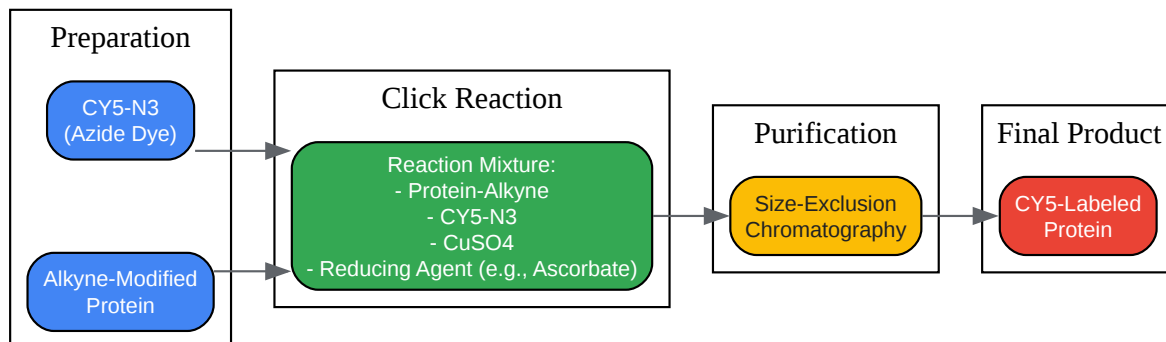 Preparation
CY5-N3
(Azide Dye)
Alkyne-Modified
Protein
Click Reaction
Reaction Mixture:
- Protein-Alkyne
- CY5-N3
- CuSO4
- Reducing Agent (e.g., Ascorbate)
Purification
Size-Exclusion
Chromatography
Final Product
CY5-Labeled
Protein